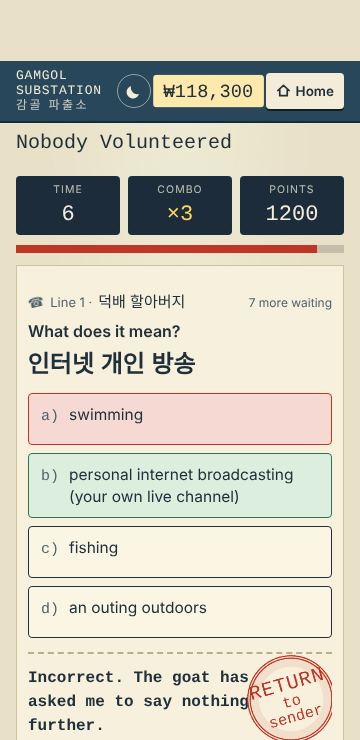 GAMGOL
SUBSTATION
감골 파출소
₩118,300
Home
Nobody Volunteered
TIME
6
COMBO
×3
POINTS
1200
☎ Line 1 · 덕배 할아버지
7 more waiting
What does it mean?
인터넷 개인 방송
a) swimming
b) personal internet broadcasting
(your own live channel)
c) fishing
d) an outing outdoors
Incorrect. The goat has
asked me to say nothing
further.
RETURN
to
sender